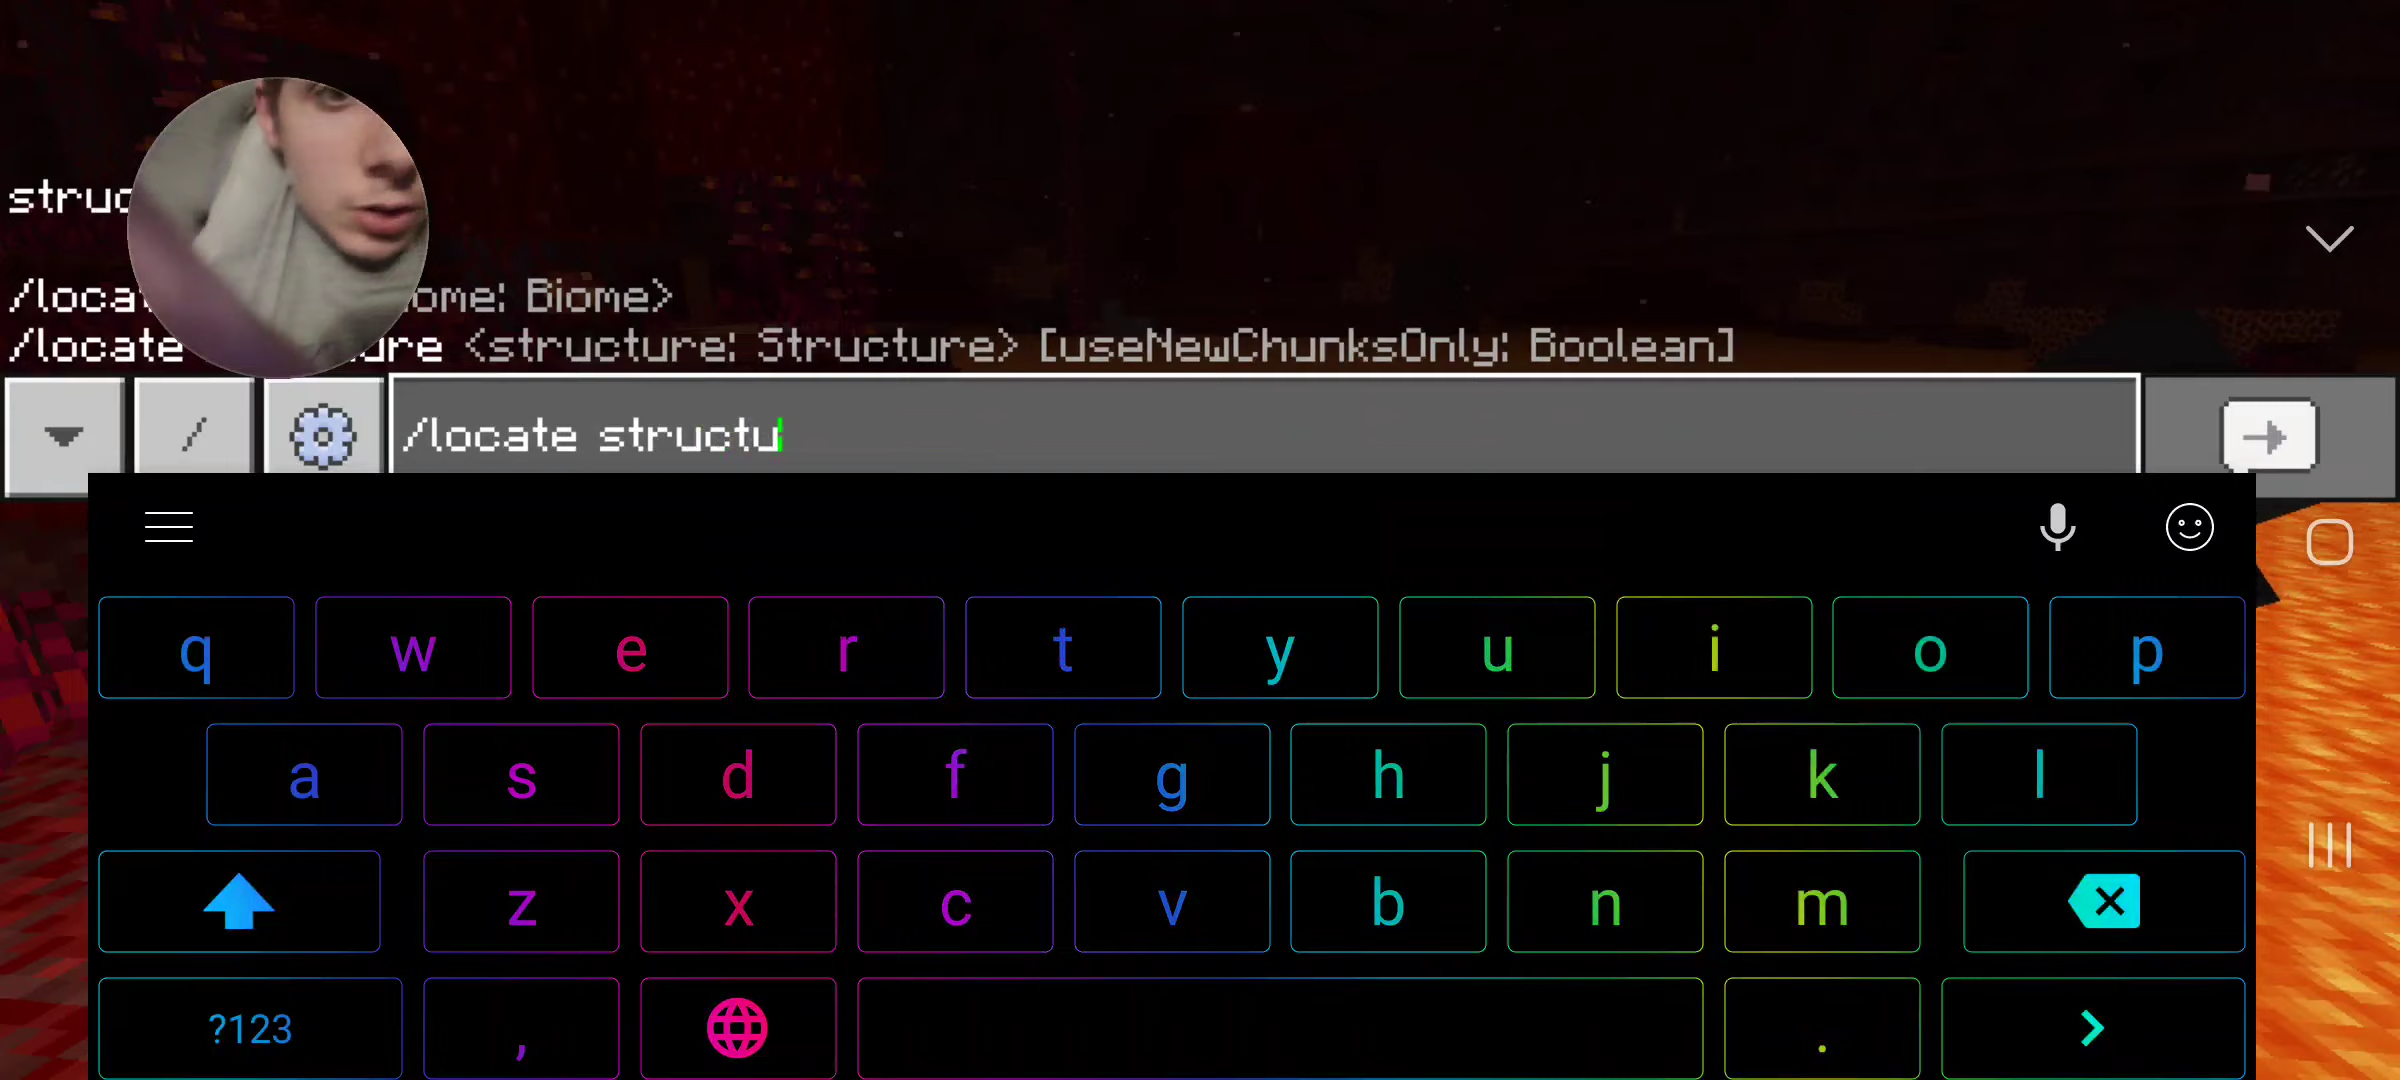 struc
/loca ome: Biome>
/locate ure <structure: Structure> [useNewChunksOnly: Boolean]
/ /locate structu
q w e r t y u i o p
a s d f g h j k l
z x c v b n m
?123 , .